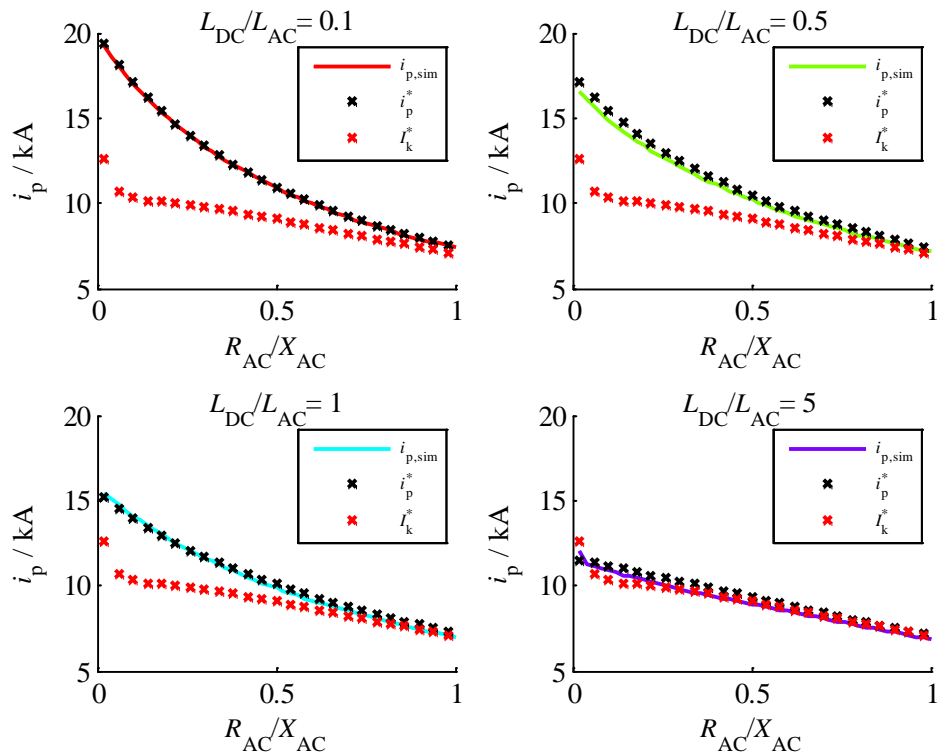 L_DC/L_AC = 0.1
20
15
10
5
i_p / kA
i_p,sim
i_p^*
I_k^*
0
0.5
1
R_AC/X_AC
L_DC/L_AC = 0.5
20
15
10
5
i_p / kA
i_p,sim
i_p^*
I_k^*
0
0.5
1
R_AC/X_AC
L_DC/L_AC = 1
20
15
10
5
i_p / kA
i_p,sim
i_p^*
I_k^*
0
0.5
1
R_AC/X_AC
L_DC/L_AC = 5
20
15
10
5
i_p / kA
i_p,sim
i_p^*
I_k^*
0
0.5
1
R_AC/X_AC